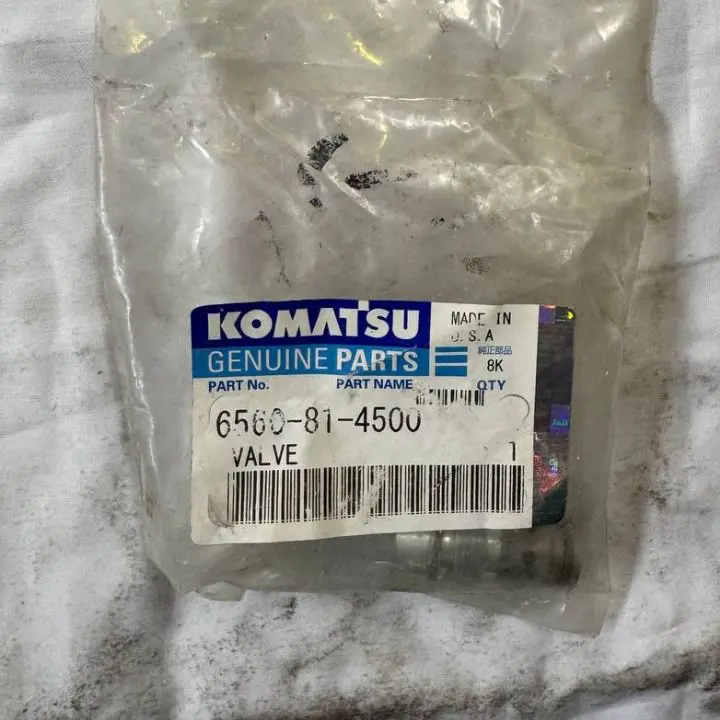 KOMATSU
MADE IN
U.S.A
GENUINE PARTS
純正部品
8K
PART No.
PART NAME
QTY
6560-81-4500
VALVE
1